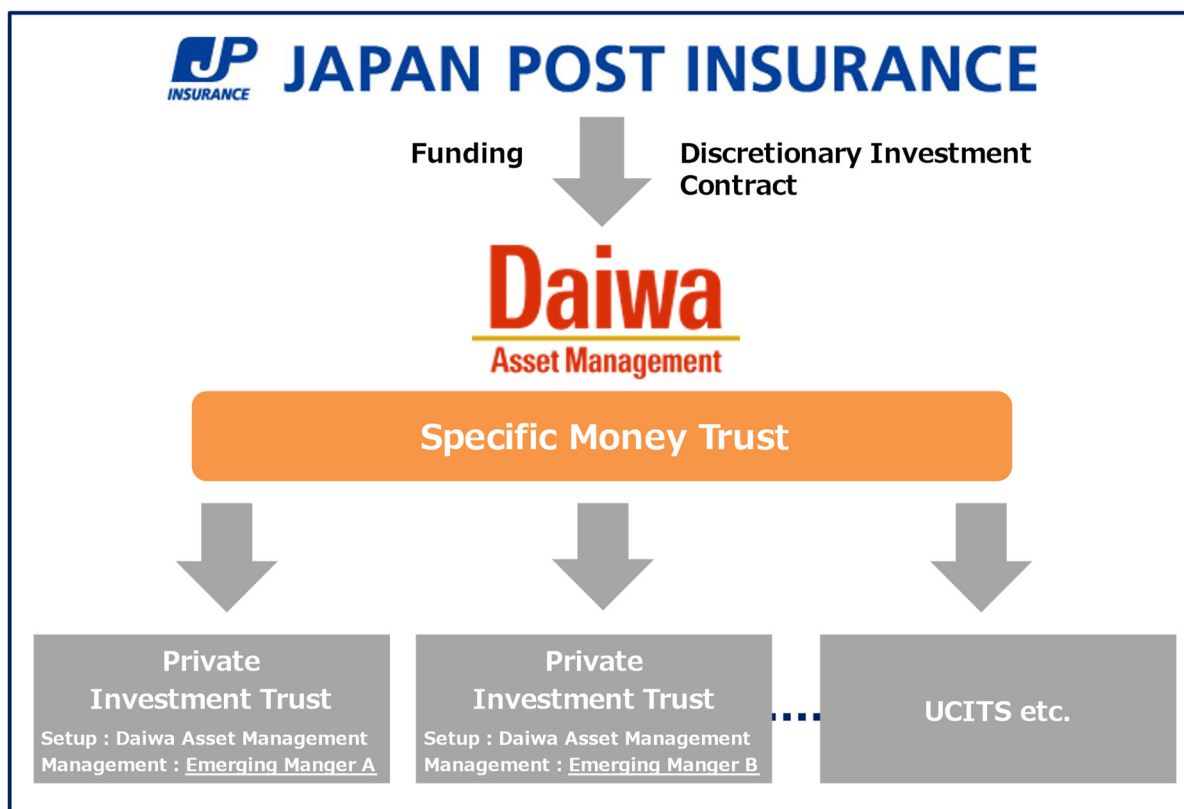 JP INSURANCE
JAPAN POST INSURANCE
Funding
Discretionary Investment
Contract
Daiwa
Asset Management
Specific Money Trust
Private
Investment Trust
Setup : Daiwa Asset Management
Management : Emerging Manger A
Private
Investment Trust
Setup : Daiwa Asset Management
Management : Emerging Manger B
UCITS etc.